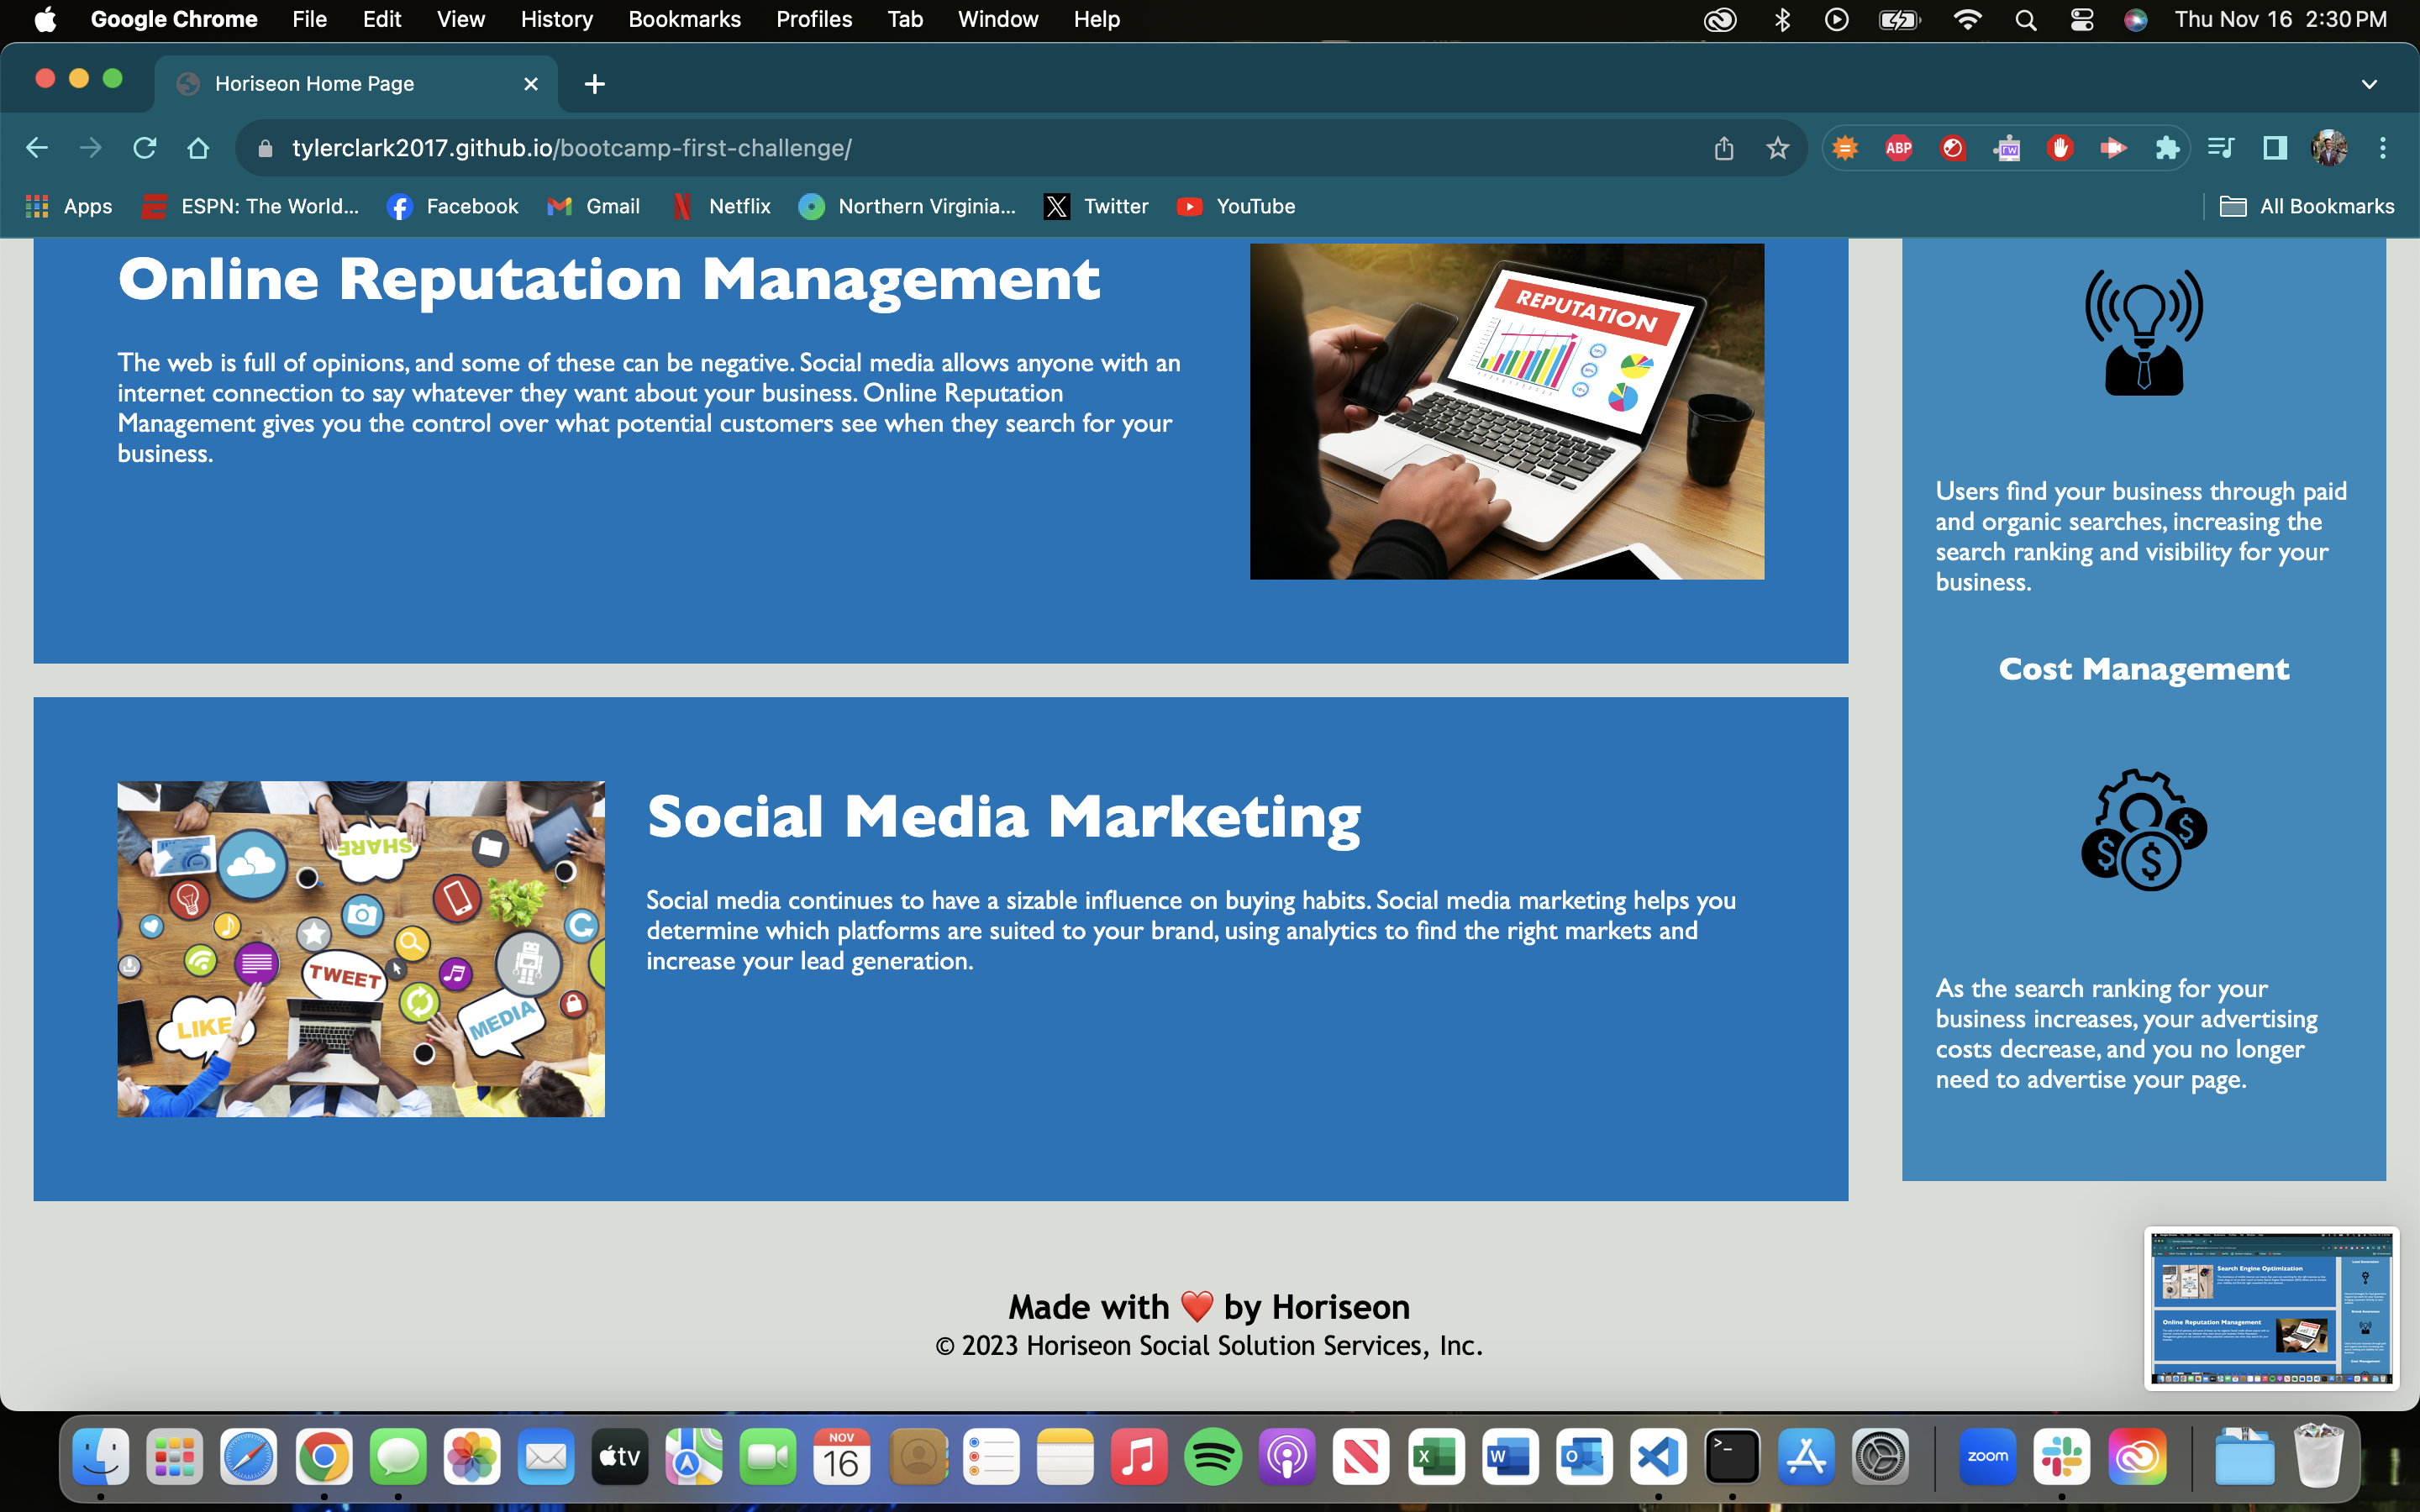 Google Chrome File Edit View History Bookmarks Profiles Tab Window Help Thu Nov 16 2:30 PM
Horiseon Home Page
tylerclark2017.github.io/bootcamp-first-challenge/
ABP
rw
Apps ESPN: The World... Facebook Gmail Netflix Northern Virginia... Twitter YouTube All Bookmarks
Online Reputation Management
The web is full of opinions, and some of these can be negative. Social media allows anyone with an
internet connection to say whatever they want about your business. Online Reputation
Management gives you the control over what potential customers see when they search for your
business.
REPUTATION
Users find your business through paid
and organic searches, increasing the
search ranking and visibility for your
business.
Cost Management
$ $ $
As the search ranking for your
business increases, your advertising
costs decrease, and you no longer
need to advertise your page.
SHARE
TWEET
LIKE
MEDIA
Social Media Marketing
Social media continues to have a sizable influence on buying habits. Social media marketing helps you
determine which platforms are suited to your brand, using analytics to find the right markets and
increase your lead generation.
Made with ❤️ by Horiseon
© 2023 Horiseon Social Solution Services, Inc.
Search Engine Optimization
Online Reputation Management
tv
NOV
16
X
W
O
>_
zoom